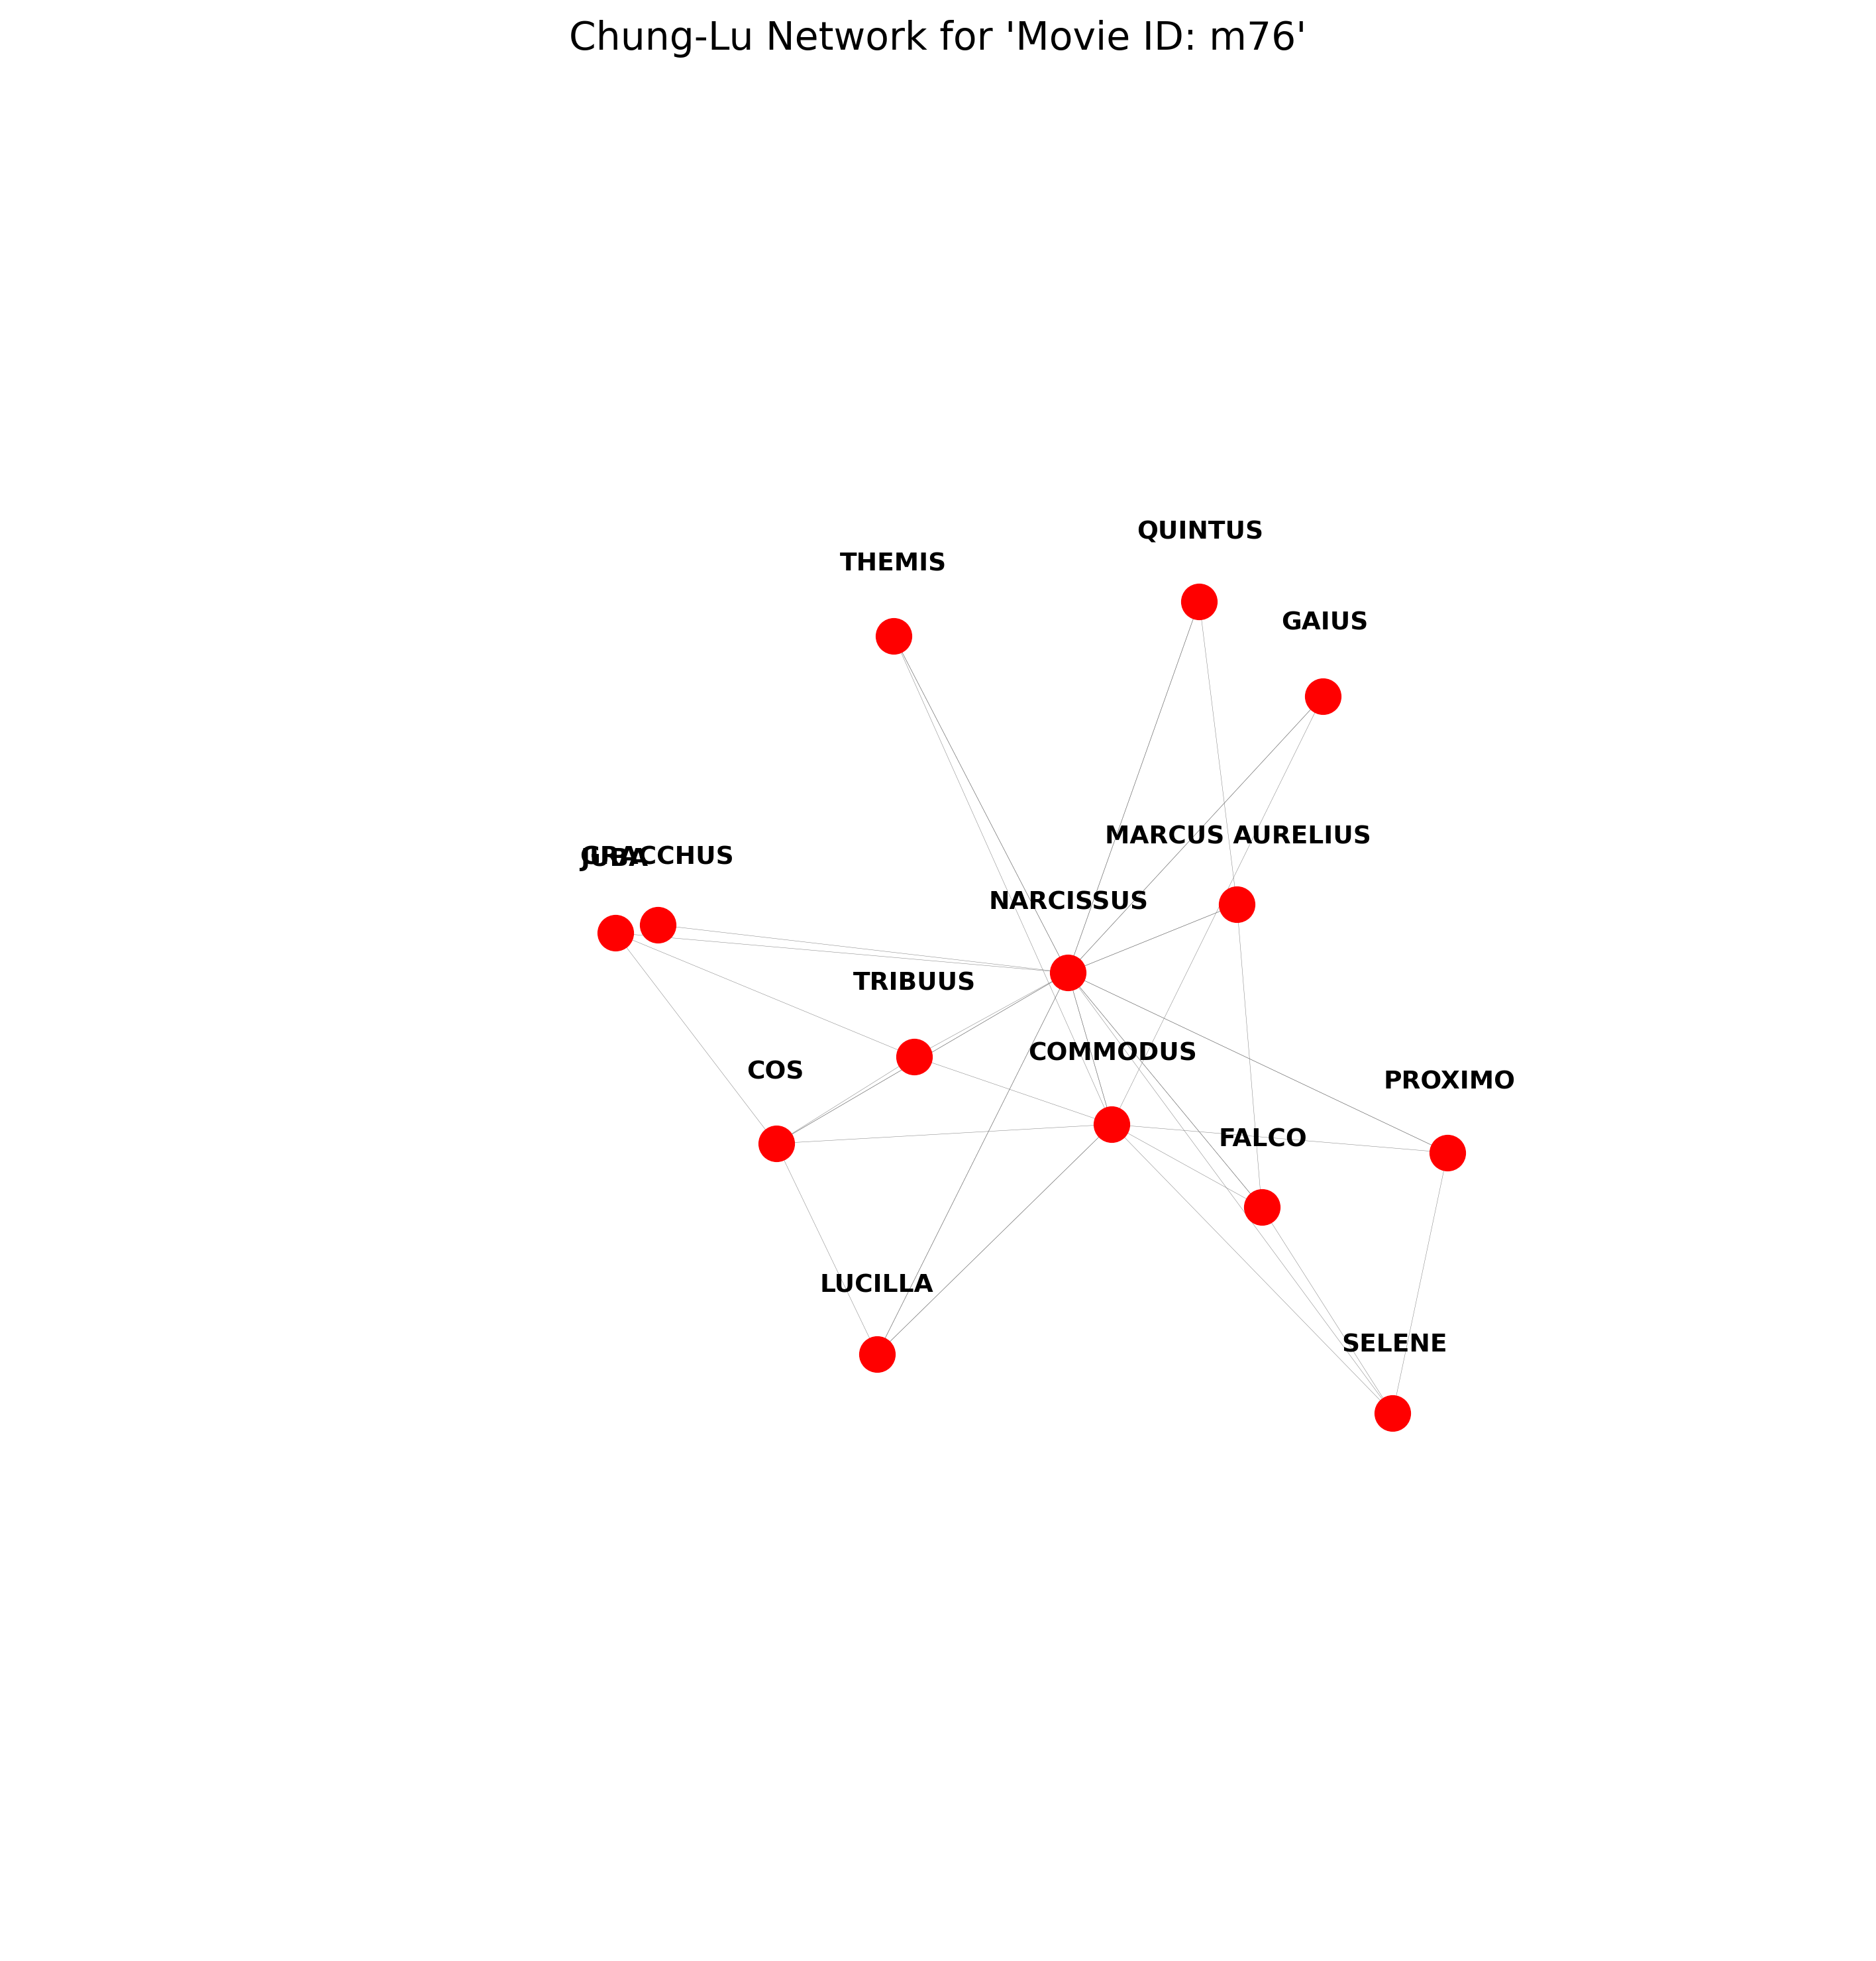 Chung-Lu Network for 'Movie ID: m76'
QUINTUS
THEMIS
GAIUS
MARCUS AURELIUS
JUBA
GRACCHUS
NARCISSUS
TRIBUUS
COMMODUS
COS
PROXIMO
FALCO
LUCILLA
SELENE